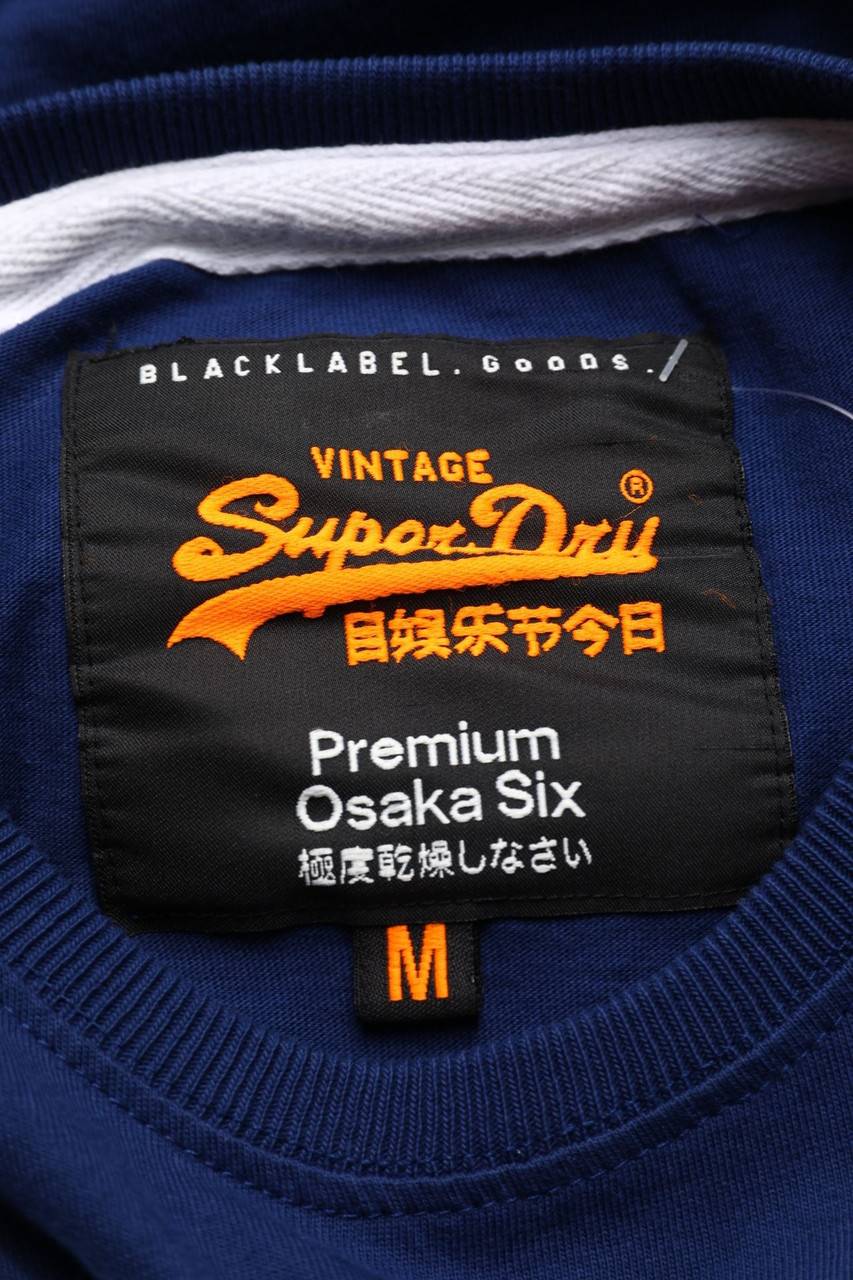 BLACKLABEL. Goods./
VINTAGE
SuperDry ®
目娱乐节今日
Premium
Osaka Six
極度乾燥しなさい
M